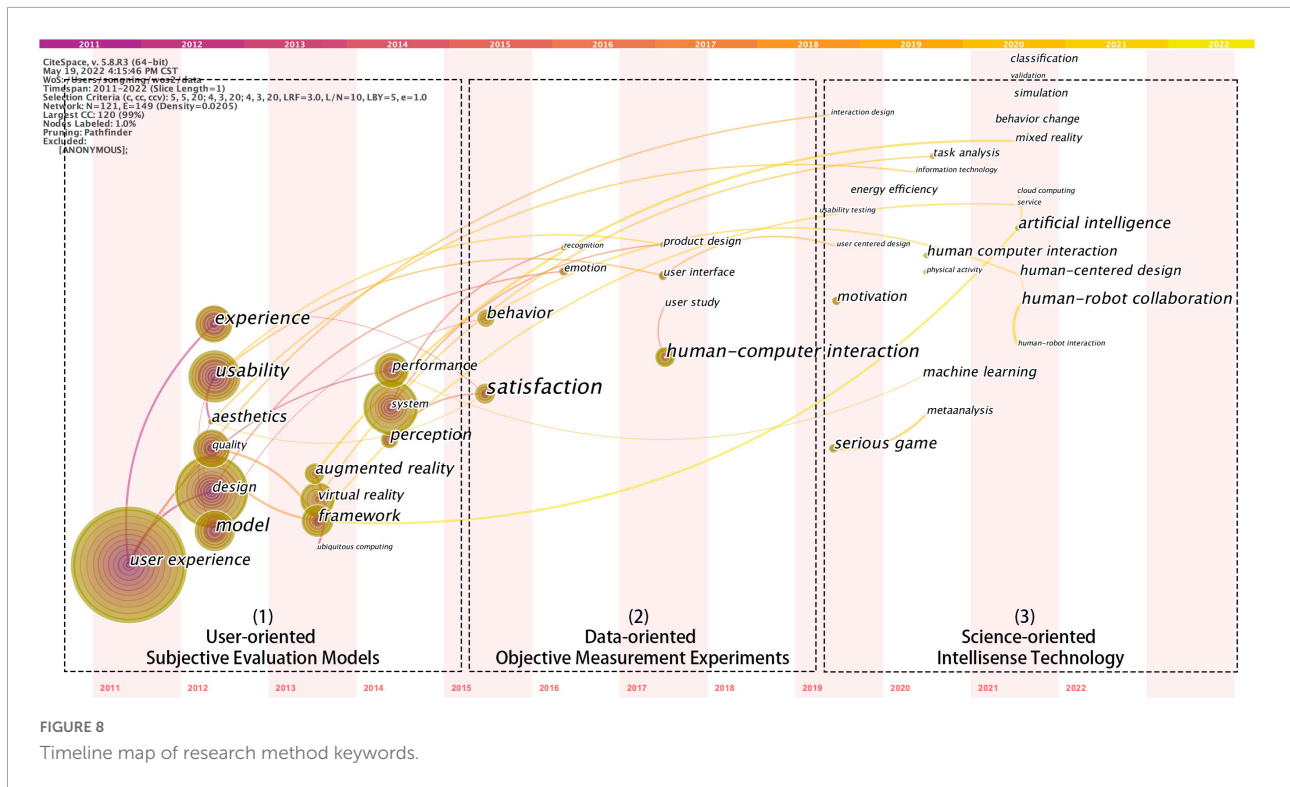 2011 2012 2013 2014 2015 2016 2017 2019 2020 2022
CiteSpace, v. 5.8.R3 (64-bit)
May 19, 2022 4:15:46 PM CST
WoS: /Users/songning/wos2/data
Timespan: 2011-2022 (Slice Length=1)
Selection Criteria (c, cc, ccv): 5, 5, 20; 4, 3, 20; 4, 3, 20, LRF=3.0, L/N=10, LBY=5, e=1.0
Network: N=121, E=149 (Density=0.0205)
Largest CC: 120 (99%)
Nodes Labeled: 1.0%
Pruning: Pathfinder
Excluded:
[ANONYMOUS];
classification
validation
simulation
interaction design
behavior change
mixed reality
task analysis
information technology
energy efficiency
cloud computing
service
usability testing
artificial intelligence
recognition
product design
user centered design
human computer interaction
emotion
user interface
physical activity
human-centered design
motivation
human-robot collaboration
user study
experience
behavior
human-robot interaction
human-computer interaction
usability
performance
machine learning
satisfaction
system
aesthetics
metaanalysis
perception
quality
serious game
augmented reality
design
virtual reality
framework
model
ubiquitous computing
user experience
(1)
User-oriented
Subjective Evaluation Models
(2)
Data-oriented
Objective Measurement Experiments
(3)
Science-oriented
Intellisense Technology
2011 2012 2013 2014 2015 2016 2017 2018 2019 2020 2021 2022
FIGURE 8
Timeline map of research method keywords.